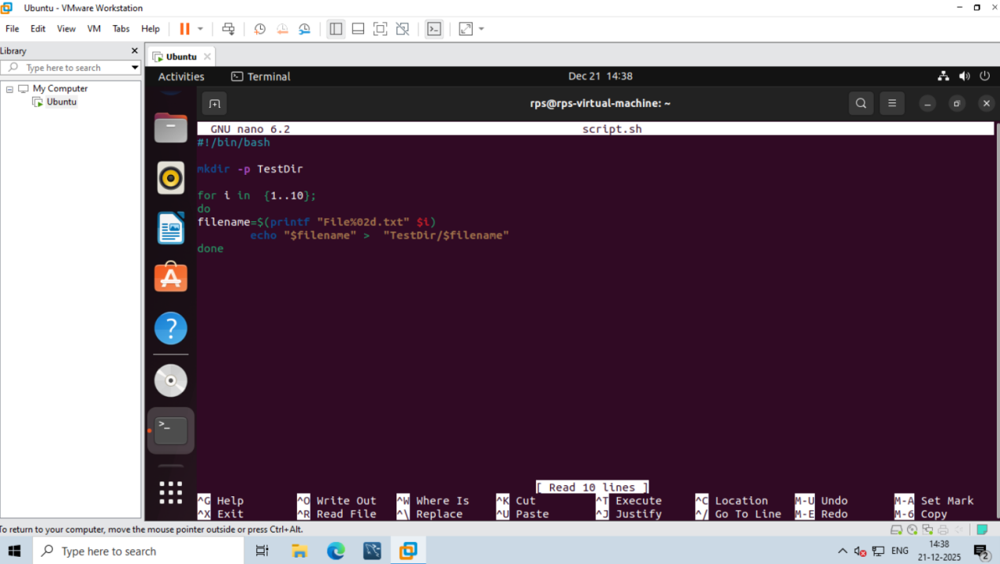 Ubuntu - VMware Workstation
File Edit View VM Tabs Help
Library
Type here to search
Ubuntu
My Computer
Ubuntu
Activities Terminal Dec 21 14:38
rps@rps-virtual-machine: ~
GNU nano 6.2 script.sh
#!/bin/bash
mkdir -p TestDir
for i in  {1..10};
do
filename=$(printf "File%02d.txt" $i)
        echo "$filename" >  "TestDir/$filename"
done
[ Read 10 lines ]
^G Help ^O Write Out ^W Where Is ^K Cut ^T Execute ^C Location M-U Undo M-A Set Mark
^X Exit ^R Read File ^\ Replace ^U Paste ^J Justify ^/ Go To Line M-E Redo M-6 Copy
To return to your computer, move the mouse pointer outside or press Ctrl+Alt.
Type here to search
ENG
14:38
21-12-2025
2